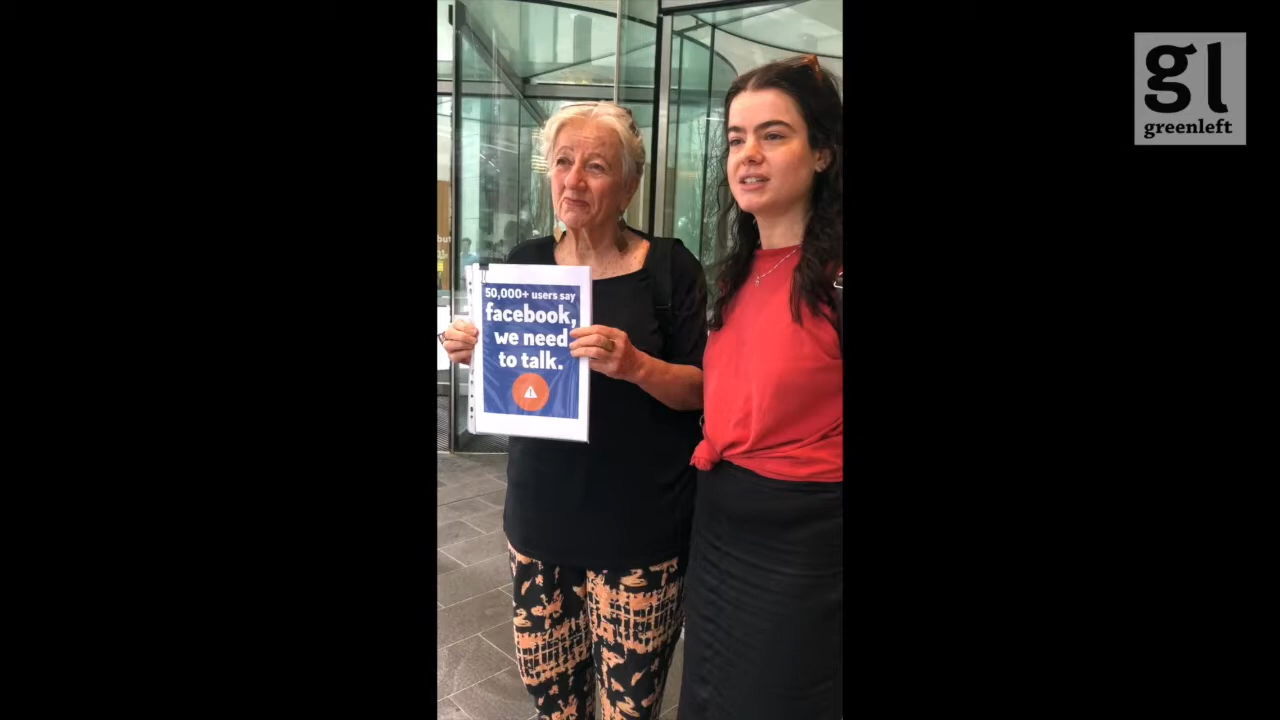 gl
greenleft
50,000+ users say
facebook,
we need
to talk.